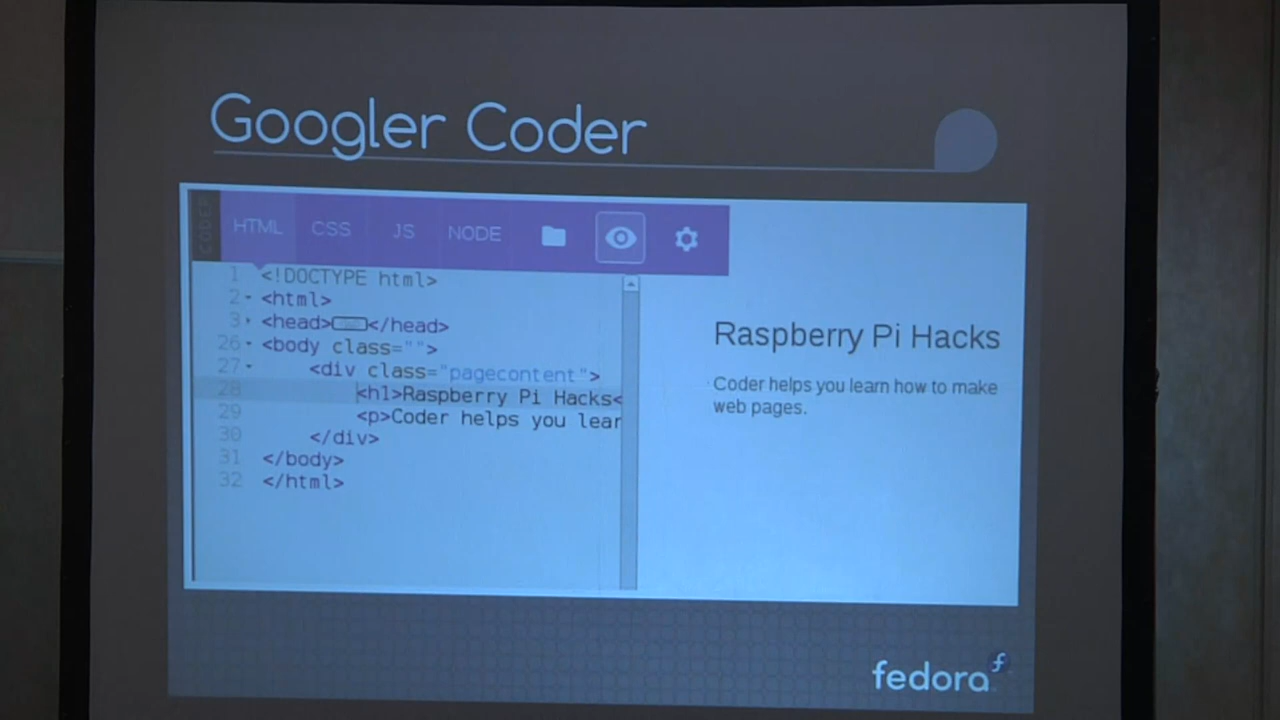 Googler Coder
CODER
HTML CSS JS NODE
1 <!DOCTYPE html>
2 <html>
3 <head></head>
26 <body class="">
27 <div class="pagecontent">
28 <h1>Raspberry Pi Hacks<
29 <p>Coder helps you lear
30 </div>
31 </body>
32 </html>
Raspberry Pi Hacks
Coder helps you learn how to make
web pages.
fedora